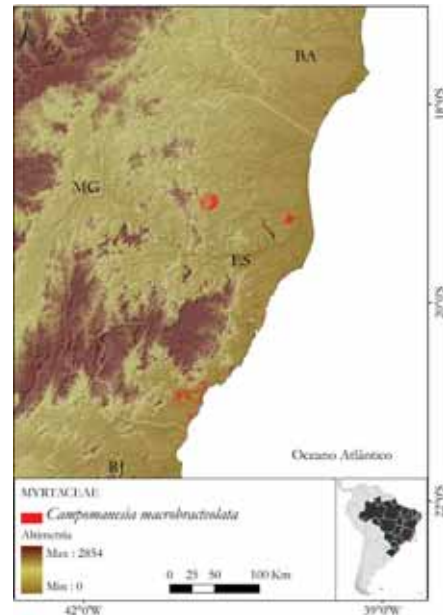 BA
18°0'S
MG
ES
20°0'S
Oceano Atlântico
RJ
MYRTACEAE
Campomanesia macrobracteolata
Altimetria
Max : 2854
Min : 0
0 25 50 100 Km
22°0'S
42°0'W 39°0'W